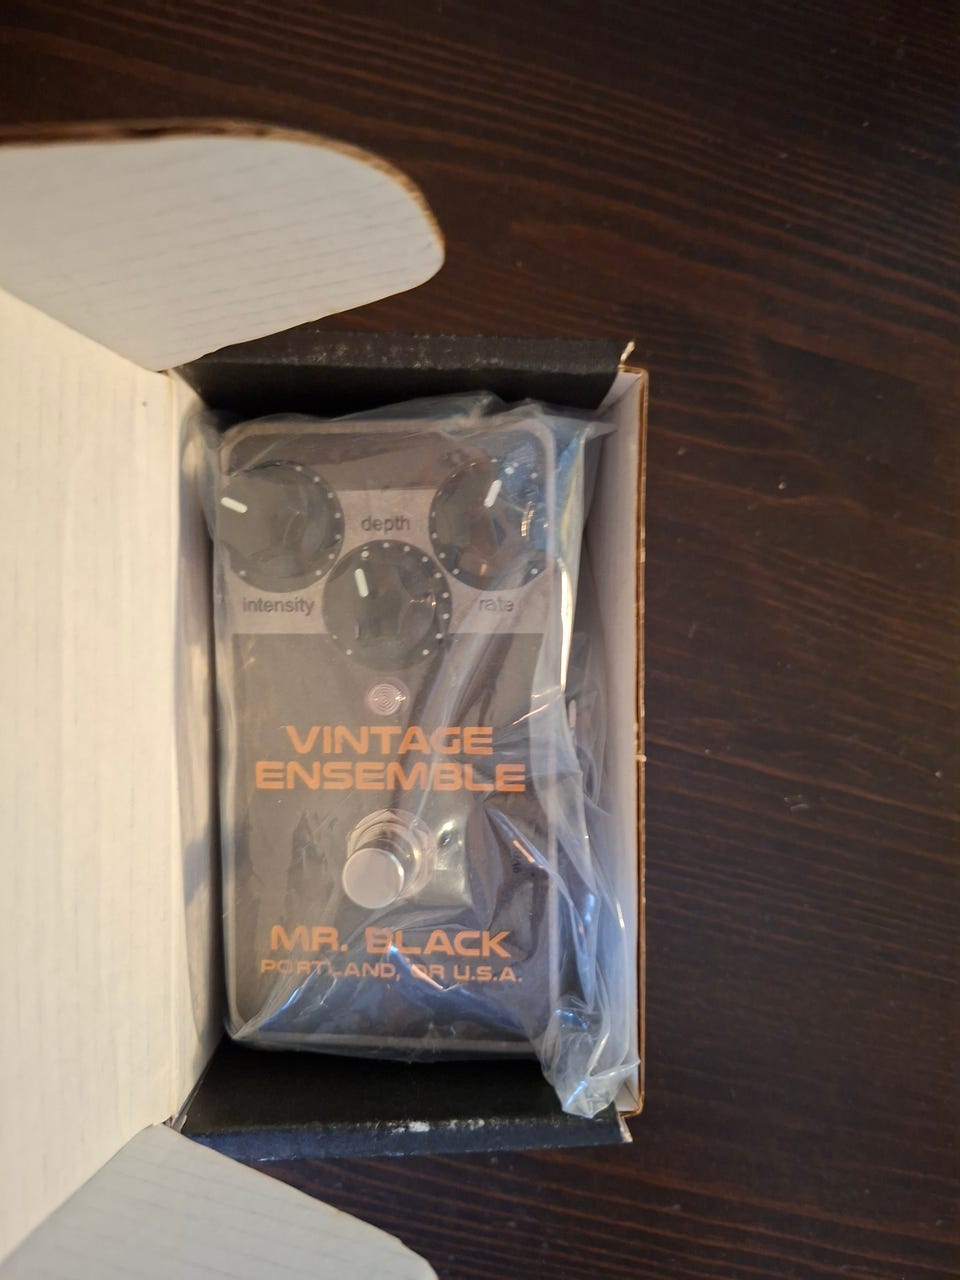 depth
intensity
rate
VINTAGE
ENSEMBLE
MR. BLACK
PORTLAND, OR U.S.A.